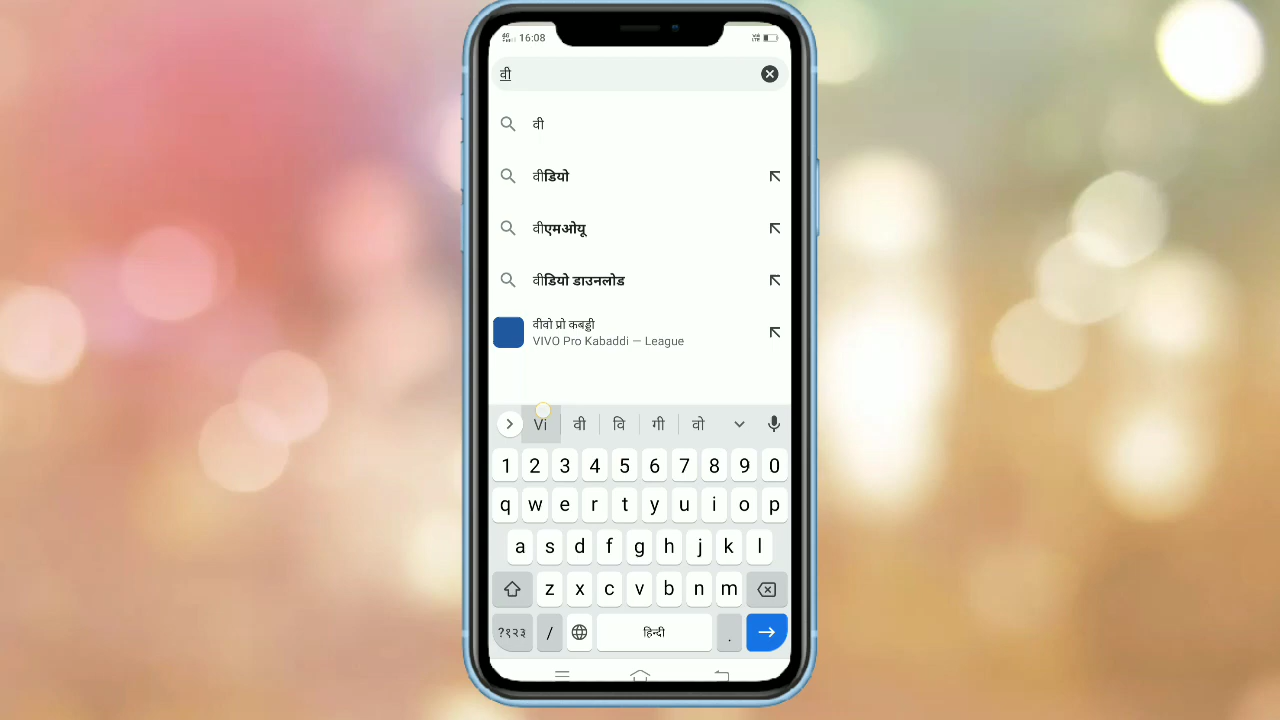 16:08
वी
वी
वीडियो
वीएमओयू
वीडियो डाउनलोड
वीवो प्रो कबड्डी
VIVO Pro Kabaddi — League
Vi वी वि गी वो
1 2 3 4 5 6 7 8 9 0
q w e r t y u i o p
a s d f g h j k l
z x c v b n m
?१२३ / हिन्दी .